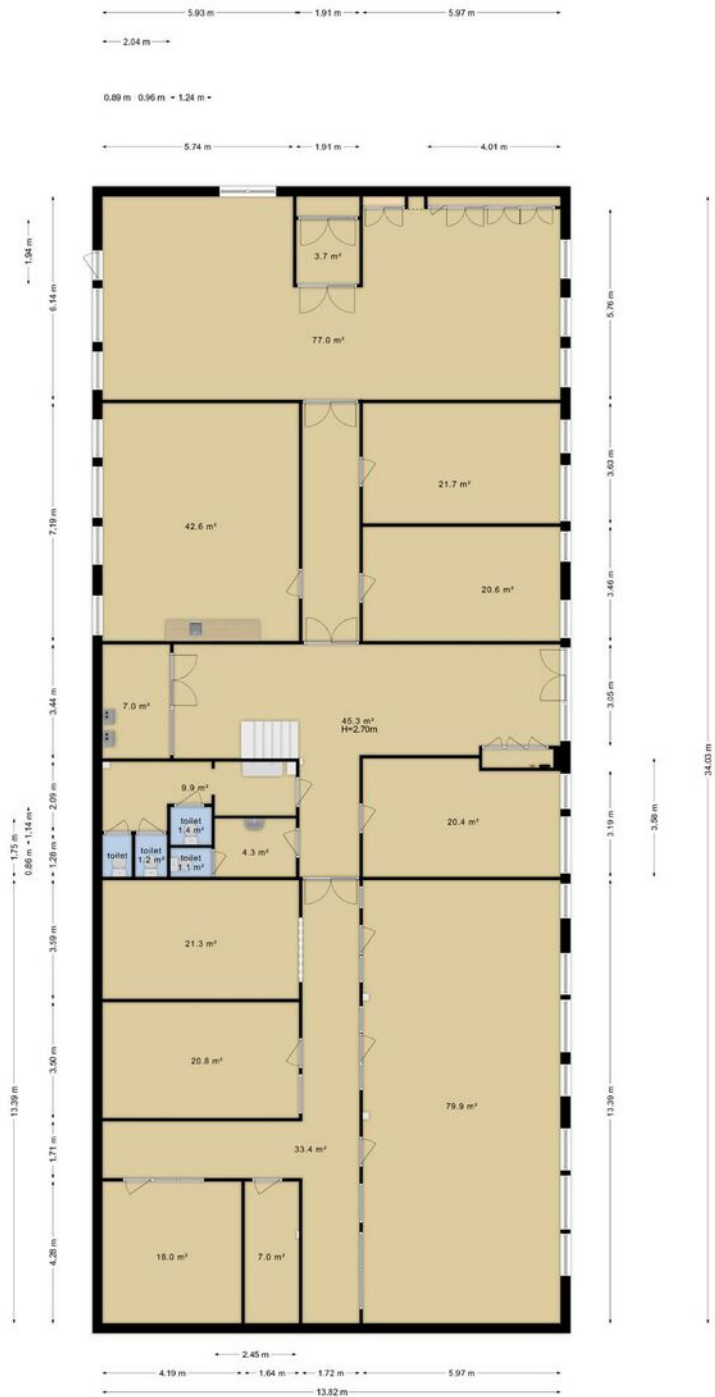 5.93 m 1.91 m 5.97 m
2.04 m
0.89 m 0.96 m 1.24 m
5.74 m 1.91 m 4.01 m
1.94 m
6.14 m
5.76 m
3.7 m²
77.0 m²
7.19 m
3.63 m
21.7 m²
42.6 m²
3.46 m
20.6 m²
3.44 m
7.0 m²
45.3 m²
H=2.70m
3.05 m
34.03 m
2.09 m
9.9 m²
3.19 m
3.58 m
20.4 m²
1.75 m
0.86 m 1.14 m
1.28 m
toilet
1.4 m²
4.3 m²
toilet
toilet
1.2 m²
toilet
1.1 m²
3.59 m
21.3 m²
13.39 m
3.50 m
20.8 m²
79.9 m²
13.39 m
1.71 m
33.4 m²
4.28 m
18.0 m²
7.0 m²
2.45 m
4.19 m 1.64 m 1.72 m 5.97 m
13.82 m